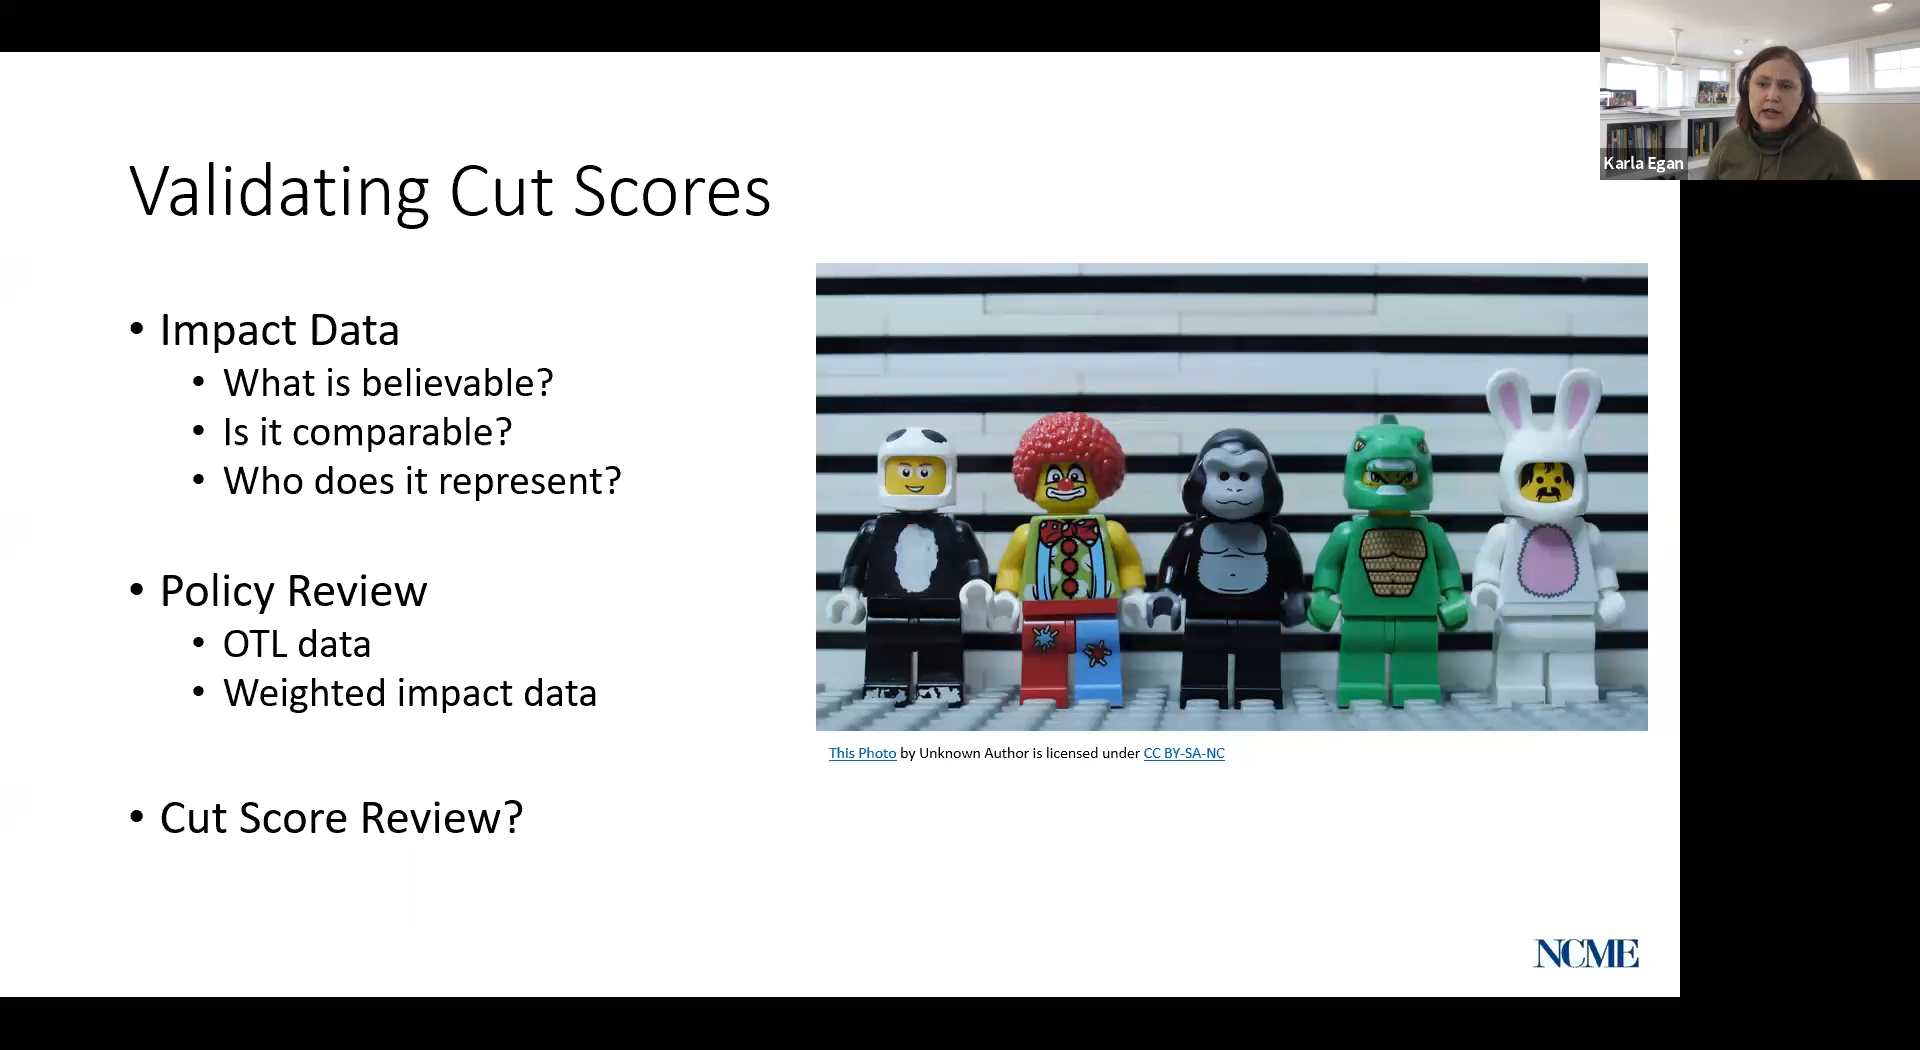 Karla Egan
Validating Cut Scores
• Impact Data
• What is believable?
• Is it comparable?
• Who does it represent?
• Policy Review
• OTL data
• Weighted impact data
• Cut Score Review?
This Photo by Unknown Author is licensed under CC BY-SA-NC
NCME